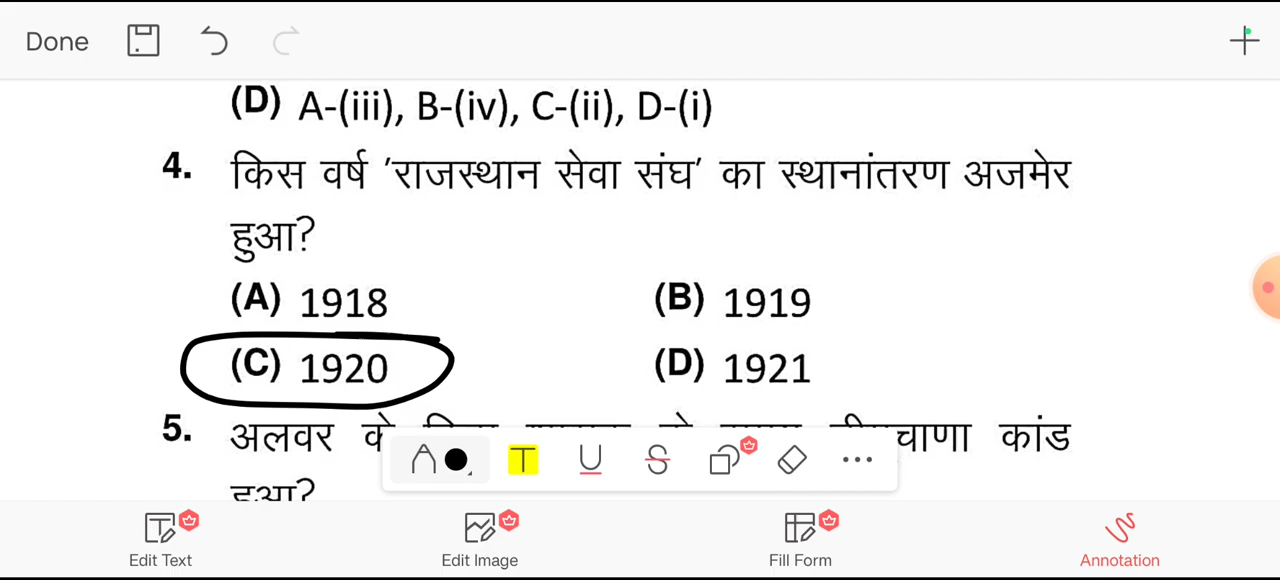 Done
(D) A-(iii), B-(iv), C-(ii), D-(i)
4. किस वर्ष 'राजस्थान सेवा संघ' का स्थानांतरण अजमेर
हुआ?
(A) 1918 (B) 1919
(C) 1920 (D) 1921
5. अलवर कांड
हुआ?
Edit Text Edit Image Fill Form Annotation